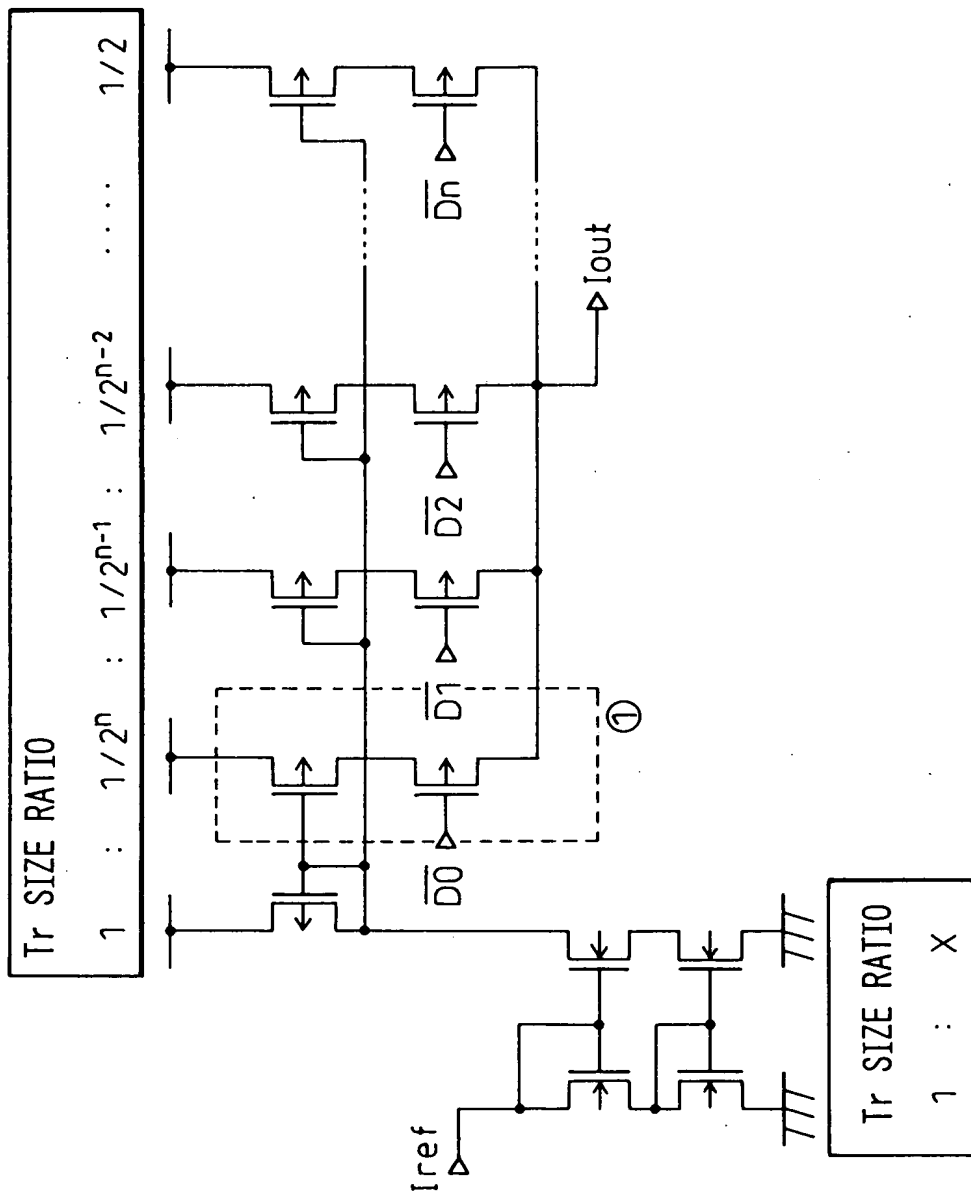 Tr SIZE RATIO
1 : 1/2ⁿ : 1/2ⁿ⁻¹ : 1/2ⁿ⁻² ・・・・ 1/2
D̅0̅
D̅1̅
D̅2̅
D̅n̅
①
Iout
Iref
Tr SIZE RATIO
1 : X